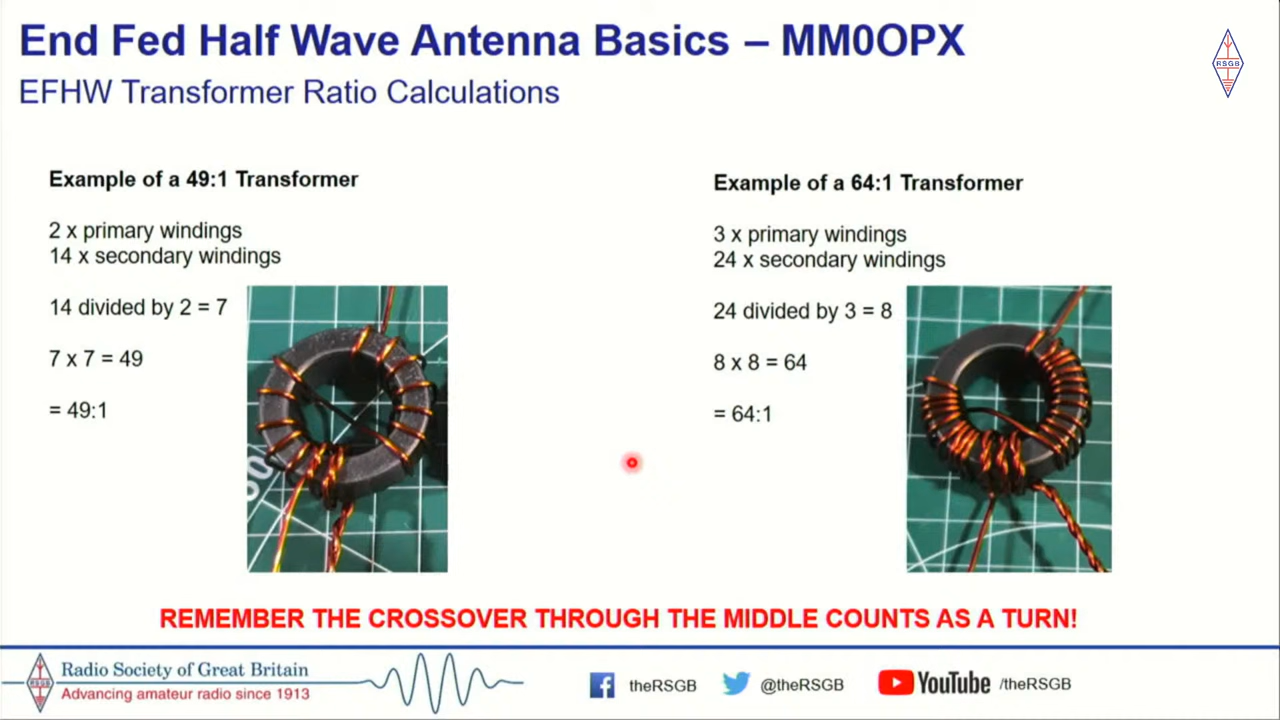 End Fed Half Wave Antenna Basics – MM0OPX
EFHW Transformer Ratio Calculations
RSGB
Example of a 49:1 Transformer
2 x primary windings
14 x secondary windings
14 divided by 2 = 7
7 x 7 = 49
= 49:1
Example of a 64:1 Transformer
3 x primary windings
24 x secondary windings
24 divided by 3 = 8
8 x 8 = 64
= 64:1
REMEMBER THE CROSSOVER THROUGH THE MIDDLE COUNTS AS A TURN!
RSGB
Radio Society of Great Britain
Advancing amateur radio since 1913
theRSGB
@theRSGB
YouTube /theRSGB